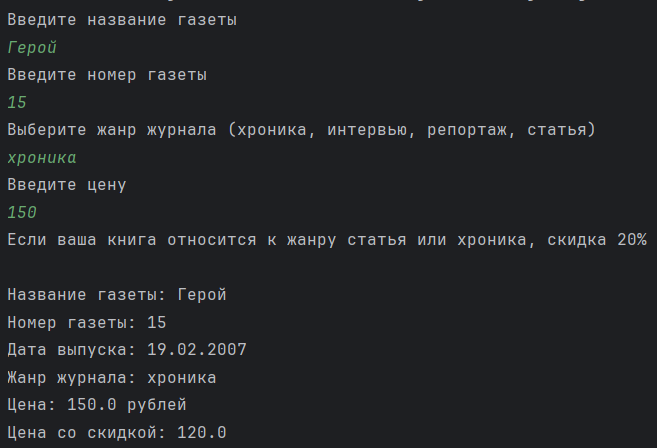 Введите название газеты
Герой
Введите номер газеты
15
Выберите жанр журнала (хроника, интервью, репортаж, статья)
хроника
Введите цену
150
Если ваша книга относится к жанру статья или хроника, скидка 20%
Название газеты: Герой
Номер газеты: 15
Дата выпуска: 19.02.2007
Жанр журнала: хроника
Цена: 150.0 рублей
Цена со скидкой: 120.0